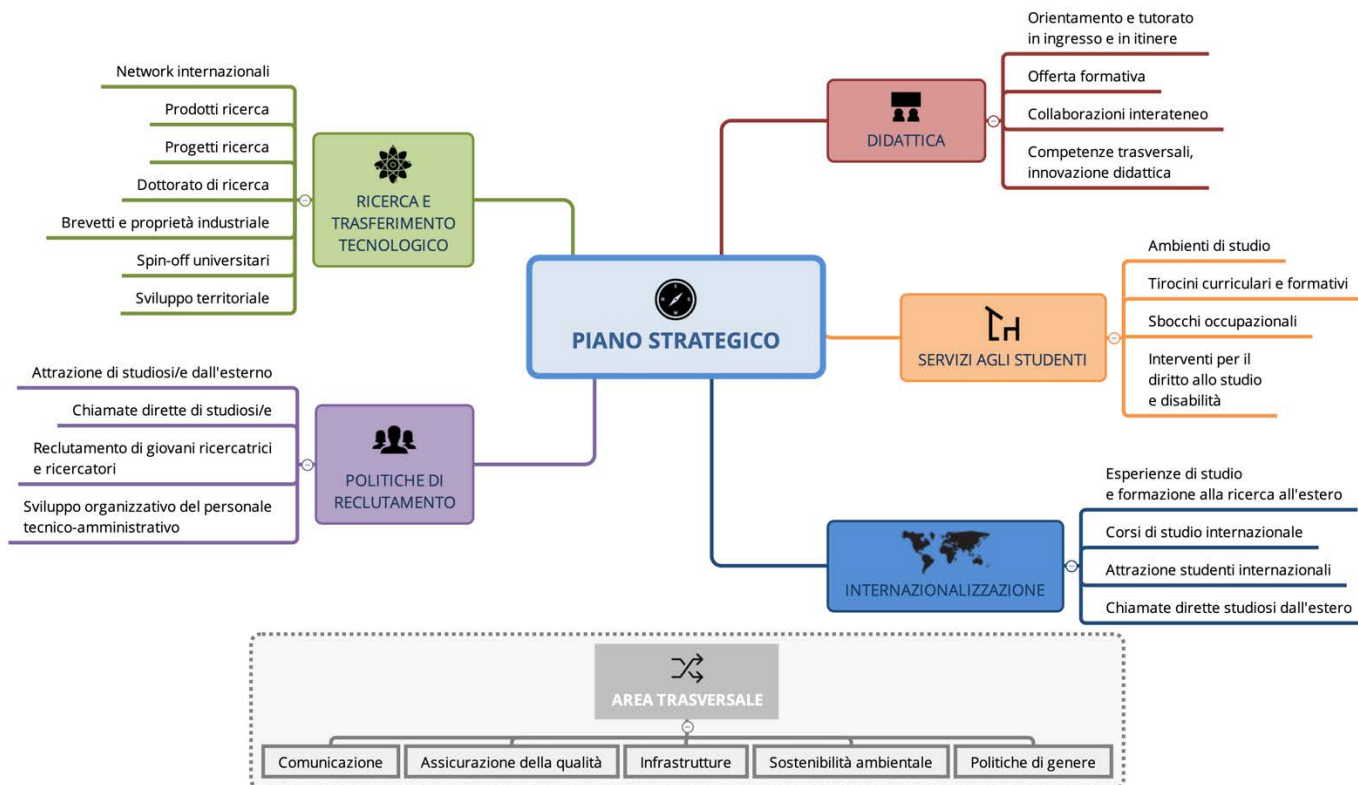 PIANO STRATEGICO
RICERCA E
TRASFERIMENTO
TECNOLOGICO
Network internazionali
Prodotti ricerca
Progetti ricerca
Dottorato di ricerca
Brevetti e proprietà industriale
Spin-off universitari
Sviluppo territoriale
POLITICHE DI
RECLUTAMENTO
Attrazione di studiosi/e dall'esterno
Chiamate dirette di studiosi/e
Reclutamento di giovani ricercatrici
e ricercatori
Sviluppo organizzativo del personale
tecnico-amministrativo
DIDATTICA
Orientamento e tutorato
in ingresso e in itinere
Offerta formativa
Collaborazioni interateneo
Competenze trasversali,
innovazione didattica
SERVIZI AGLI STUDENTI
Ambienti di studio
Tirocini curriculari e formativi
Sbocchi occupazionali
Interventi per il
diritto allo studio
e disabilità
INTERNAZIONALIZZAZIONE
Esperienze di studio
e formazione alla ricerca all'estero
Corsi di studio internazionale
Attrazione studenti internazionali
Chiamate dirette studiosi dall'estero
AREA TRASVERSALE
Comunicazione
Assicurazione della qualità
Infrastrutture
Sostenibilità ambientale
Politiche di genere